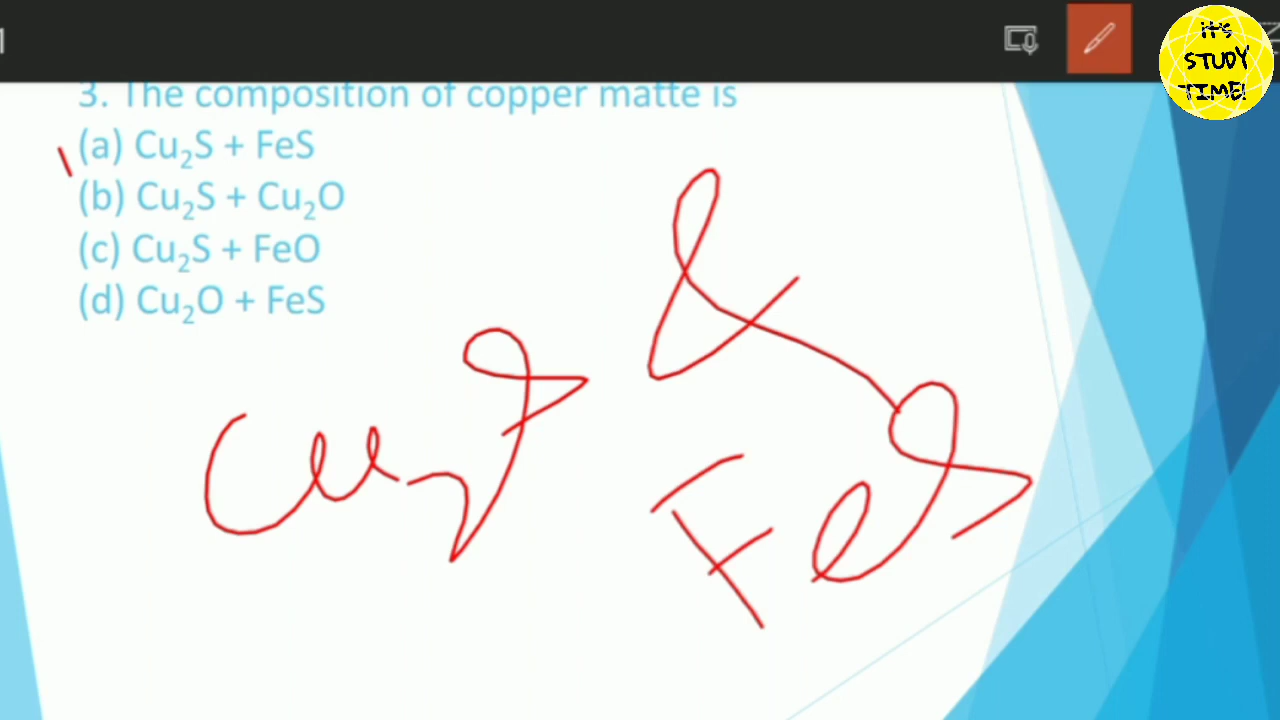 IT'S
STUDY
TIME!
3. The composition of copper matte is
(a) Cu₂S + FeS
(b) Cu₂S + Cu₂O
(c) Cu₂S + FeO
(d) Cu₂O + FeS
&
Cu₂S
FeS